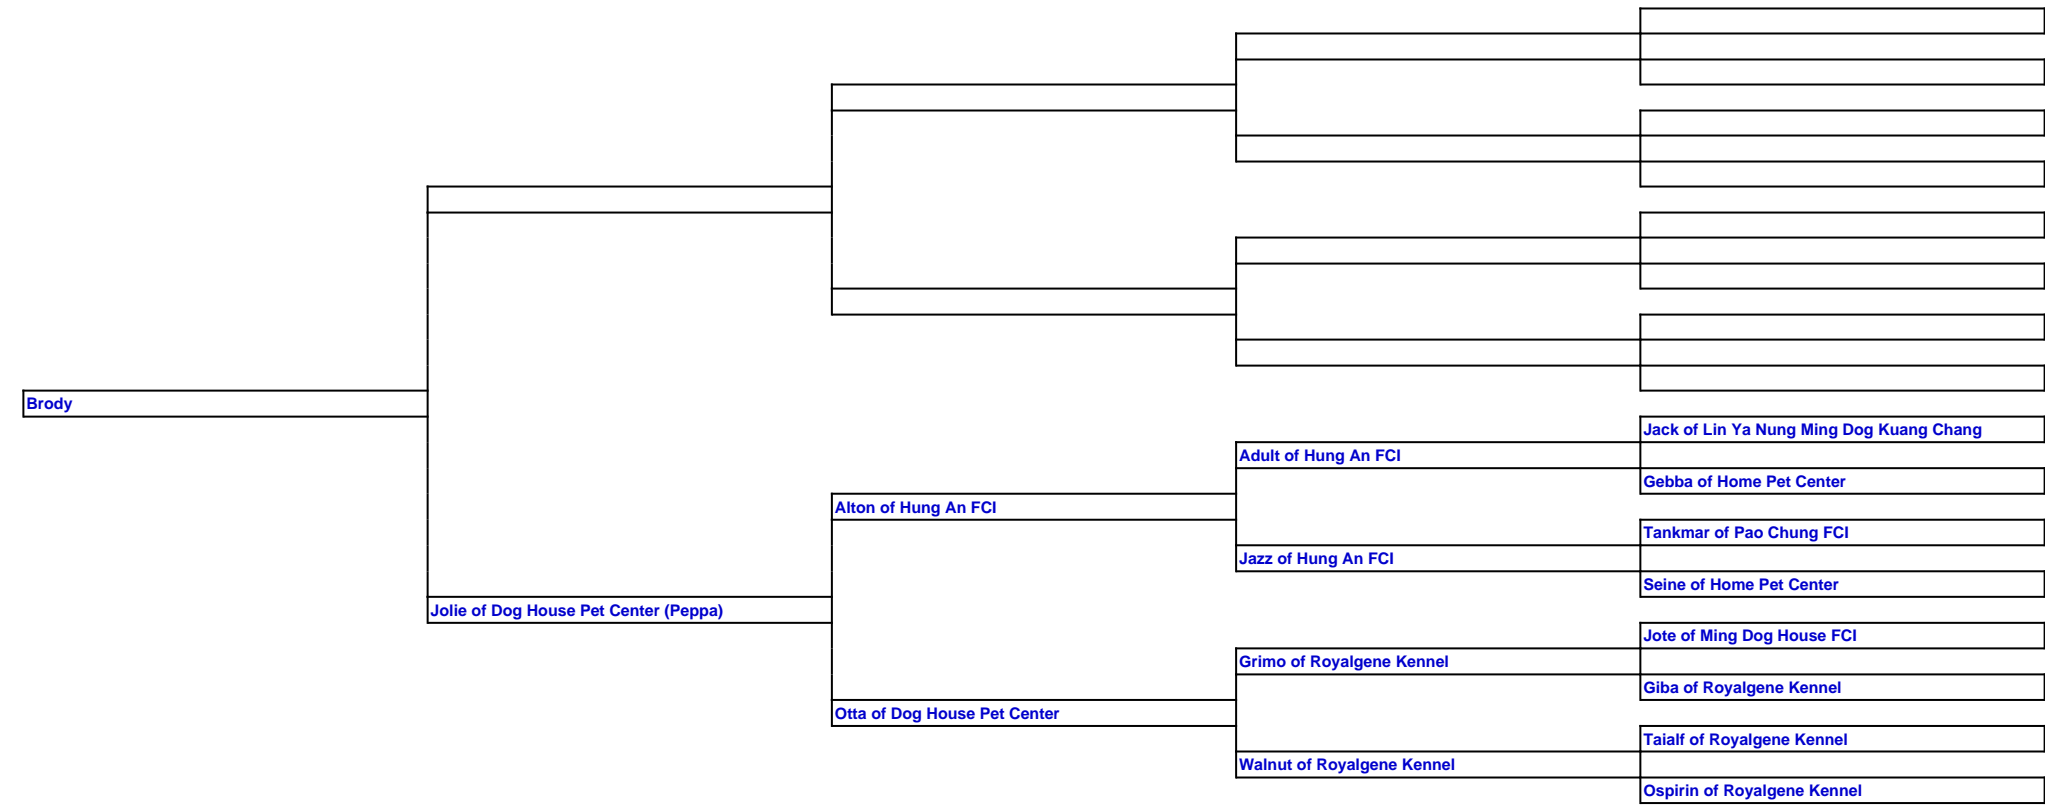 Brody
Jack of Lin Ya Nung Ming Dog Kuang Chang
Adult of Hung An FCI
Gebba of Home Pet Center
Alton of Hung An FCI
Tankmar of Pao Chung FCI
Jazz of Hung An FCI
Seine of Home Pet Center
Jolie of Dog House Pet Center (Peppa)
Jote of Ming Dog House FCI
Grimo of Royalgene Kennel
Giba of Royalgene Kennel
Otta of Dog House Pet Center
Taialf of Royalgene Kennel
Walnut of Royalgene Kennel
Ospirin of Royalgene Kennel